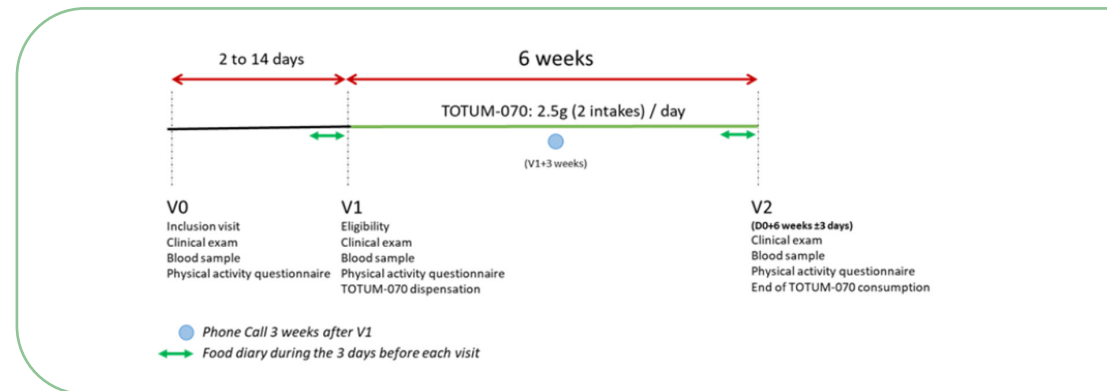 2 to 14 days
6 weeks
TOTUM-070: 2.5g (2 intakes) / day
(V1+3 weeks)
V0
Inclusion visit
Clinical exam
Blood sample
Physical activity questionnaire
V1
Eligibility
Clinical exam
Blood sample
Physical activity questionnaire
TOTUM-070 dispensation
V2
(D0+6 weeks ±3 days)
Clinical exam
Blood sample
Physical activity questionnaire
End of TOTUM-070 consumption
Phone Call 3 weeks after V1
Food diary during the 3 days before each visit